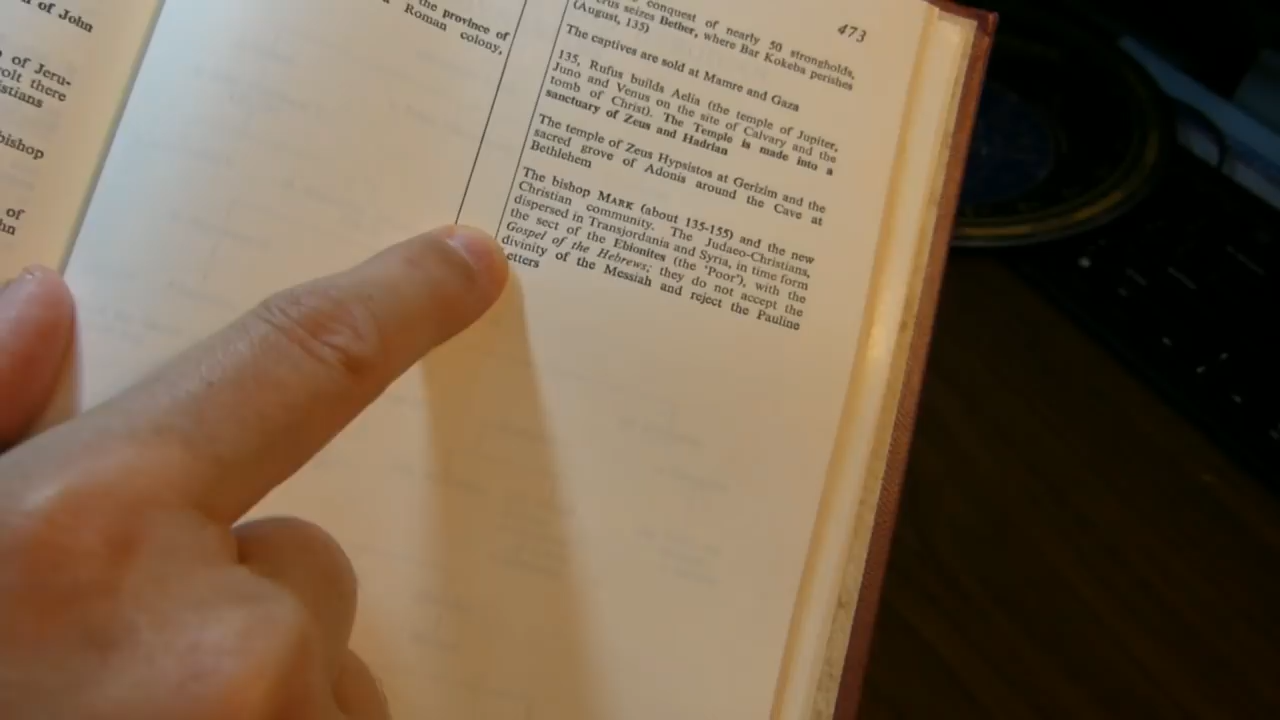 of John
of Jeru-
olt there
stians
bishop
of
hn
the province of
Roman colony,
473
conquest of nearly 50 strongholds,
rus seizes Bether, where Bar Kokeba perishes
(August, 135)
The captives are sold at Mamre and Gaza
135, Rufus builds Aelia (the temple of Jupiter,
Juno and Venus on the site of Calvary and the
tomb of Christ). The Temple is made into a
sanctuary of Zeus and Hadrian
The temple of Zeus Hypsistos at Gerizim and the
sacred grove of Adonis around the Cave at
Bethlehem
The bishop MARK (about 135-155) and the new
Christian community. The Judaeo-Christians,
dispersed in Transjordania and Syria, in time form
the sect of the Ebionites (the 'Poor'), with the
Gospel of the Hebrews; they do not accept the
divinity of the Messiah and reject the Pauline
etters